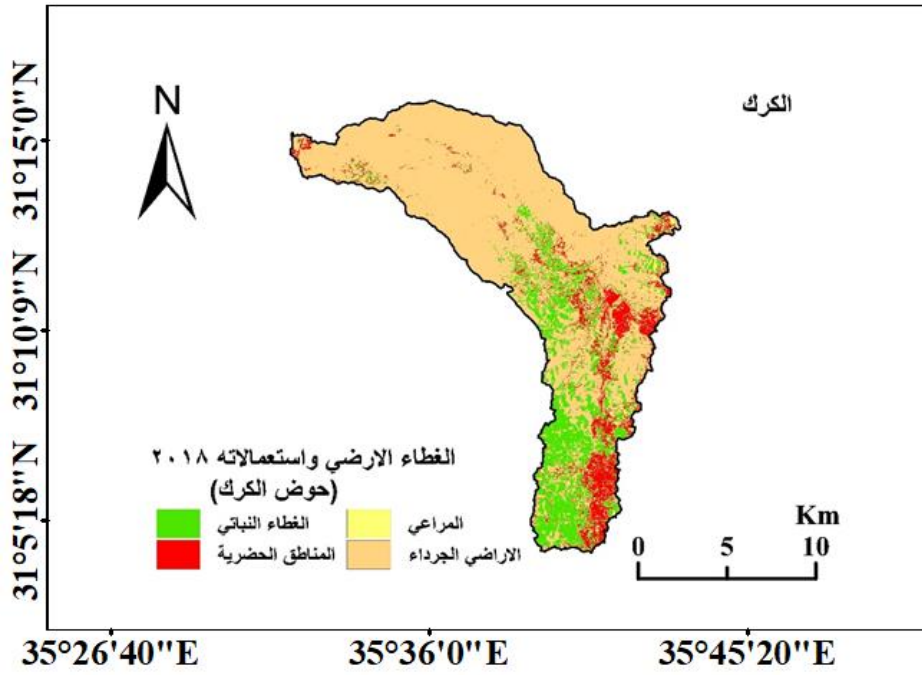 الكرك
N
31°15'0"N
31°10'9"N
31°5'18"N
الغطاء الارضي واستعمالاته ٢٠١٨
(حوض الكرك)
المراعي
الغطاء النباتي
الاراضي الجرداء
المناطق الحضرية
Km
0 5 10
35°26'40"E 35°36'0"E 35°45'20"E